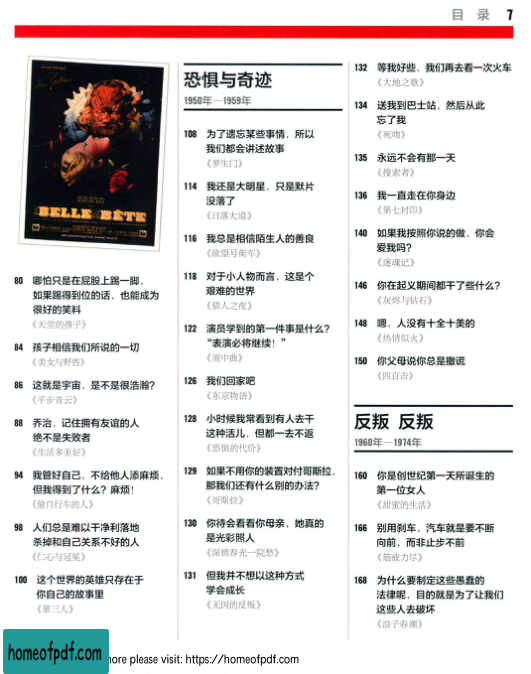 目 录 7
LA BELLE ET LA BÊTE
80 哪怕只是在屁股上踢一脚，
如果踢得到位的话，也能成为
很好的笑料
《天堂的孩子》
84 孩子相信我们所说的一切
《美女与野兽》
86 这就是宇宙，是不是很浩瀚？
《平步青云》
88 乔治，记住拥有友谊的人
绝不是失败者
《生活多美好》
94 我管好自己，不给他人添麻烦，
但我得到了什么？麻烦！
《偷自行车的人》
98 人们总是难以干净利落地
杀掉和自己关系不好的人
《仁心与冠冕》
100 这个世界的英雄只存在于
你自己的故事里
《第三人》
恐惧与奇迹
1950年—1959年
108 为了遗忘某些事情，所以
我们都会讲述故事
《罗生门》
114 我还是大明星，只是默片
没落了
《日落大道》
116 我总是相信陌生人的善良
《欲望号街车》
118 对于小人物而言，这是个
艰难的世界
《猎人之夜》
122 演员学到的第一件事是什么？
“表演必将继续！”
《雨中曲》
126 我们回家吧
《东京物语》
128 小时候我常看到有人去干
这种活儿，但都一去不返
《恐惧的代价》
129 如果不用你的装置对付哥斯拉，
那我们还有什么别的办法？
《哥斯拉》
130 你待会看看你母亲，她真的
是光彩照人
《深锁春光一院愁》
131 但我并不想以这种方式
学会成长
《无因的反叛》
132 等我好些，我们再去看一次火车
《大地之歌》
134 送我到巴士站，然后从此
忘了我
《死吻》
135 永远不会有那一天
《搜索者》
136 我一直走在你身边
《第七封印》
140 如果我按照你说的做，你会
爱我吗？
《迷魂记》
146 你在起义期间都干了些什么？
《灰烬与钻石》
148 嗯，人没有十全十美的
《热情似火》
150 你父母说你总是撒谎
《四百击》
反叛 反叛
1960年—1974年
160 你是创世纪第一天所诞生的
第一位女人
《甜蜜的生活》
166 别用刹车，汽车就是要不断
向前，而非止步不前
《筋疲力尽》
168 为什么要制定这些愚蠢的
法律呢，目的就是为了让我们
这些人去破坏
《浪子春潮》
homeofpdf.com
more please visit: https://homeofpdf.com